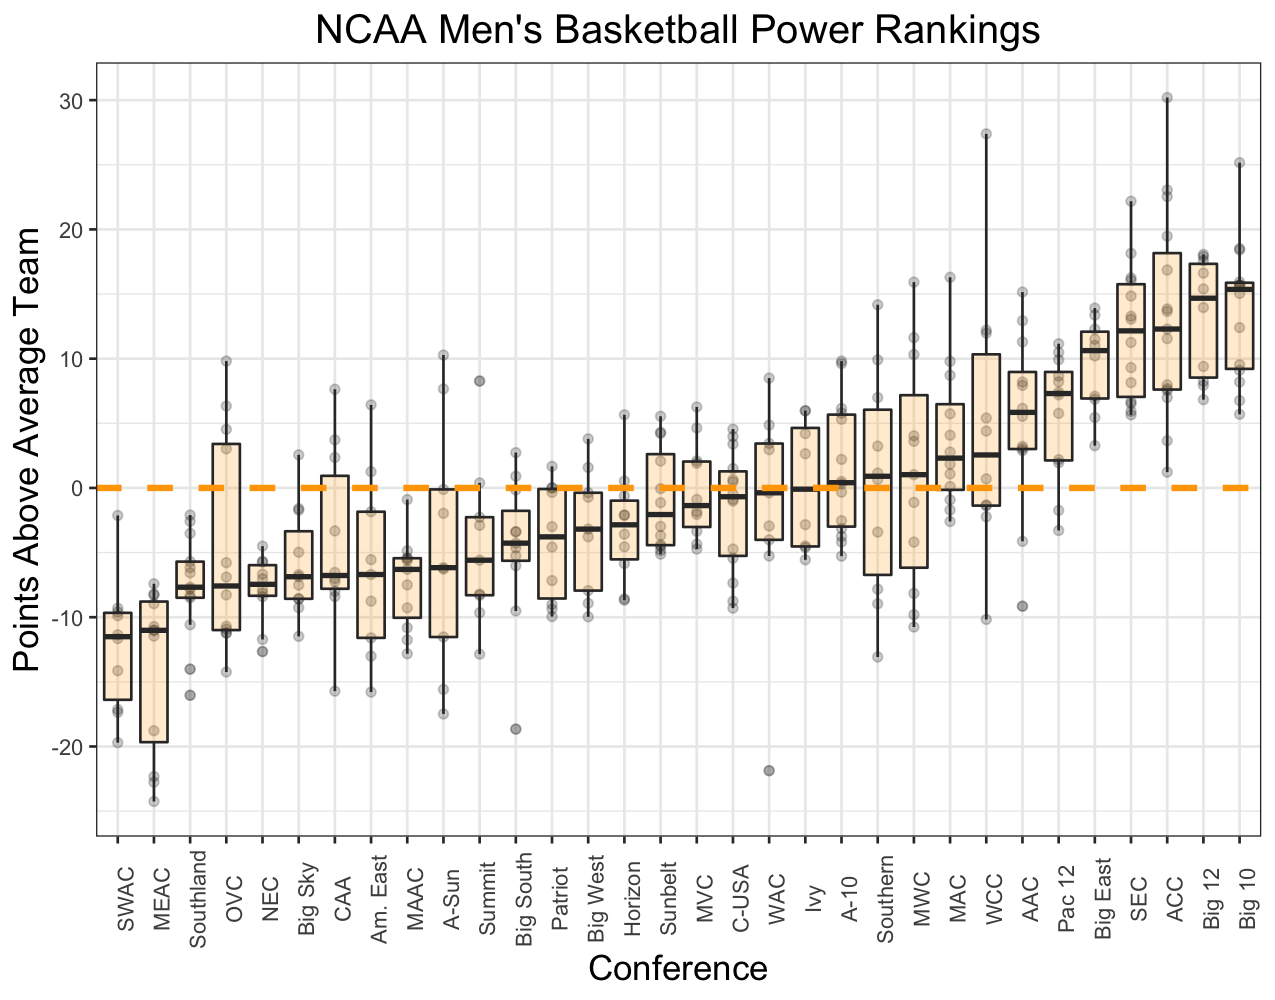 NCAA Men's Basketball Power Rankings
Points Above Average Team
30
20
10
0
-10
-20
SWAC
MEAC
Southland
OVC
NEC
Big Sky
CAA
Am. East
MAAC
A-Sun
Summit
Big South
Patriot
Big West
Horizon
Sunbelt
MVC
C-USA
WAC
Ivy
A-10
Southern
MWC
MAC
WCC
AAC
Pac 12
Big East
SEC
ACC
Big 12
Big 10
Conference